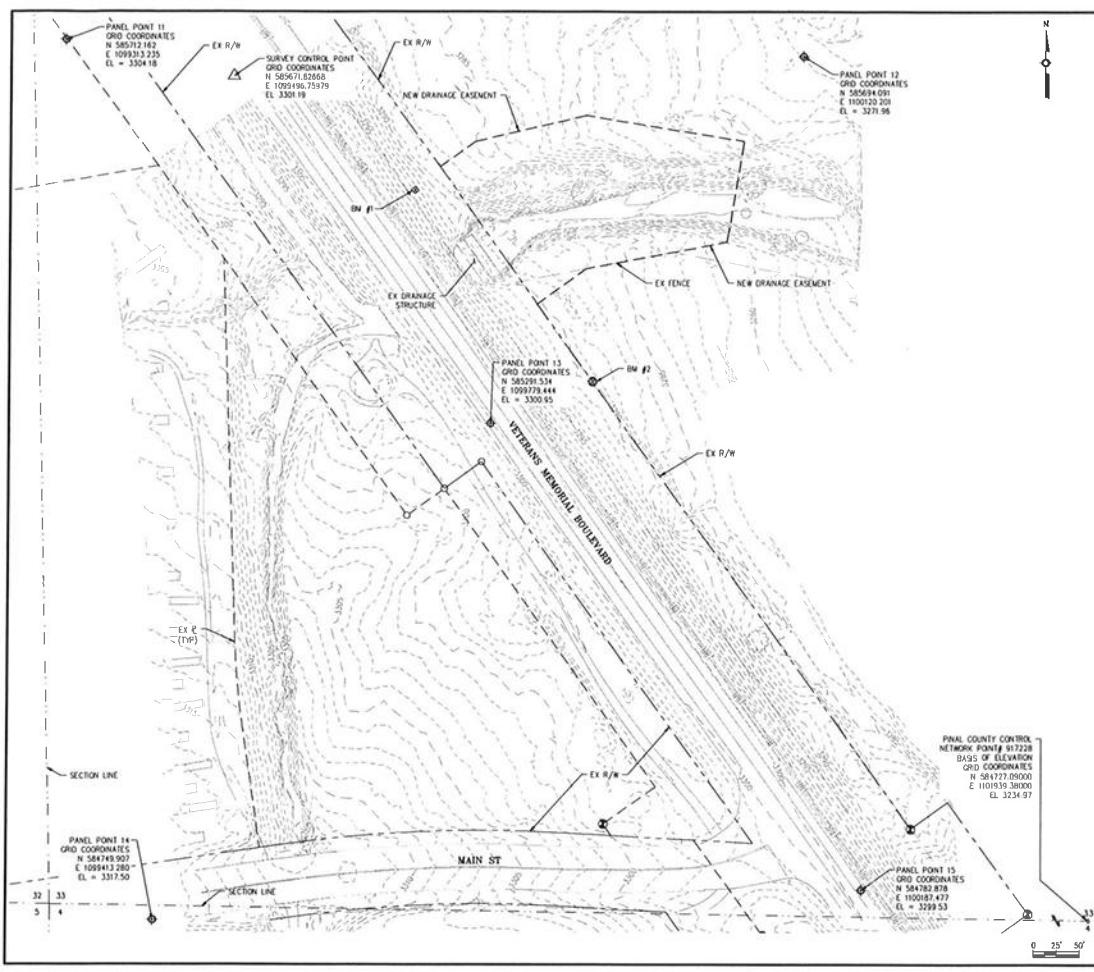 PANEL POINT 11
GRID COORDINATES
N 585712.162
E 1099313.235
EL = 3304.18
EX R/W
SURVEY CONTROL POINT
GRID COORDINATES
N 585671.82868
E 1099496.75979
EL 3301.19
EX R/W
NEW DRAINAGE EASEMENT
PANEL POINT 12
GRID COORDINATES
N 585694.091
E 1100120.201
EL = 3271.96
N
BM #1
EX DRAINAGE
STRUCTURE
EX FENCE
NEW DRAINAGE EASEMENT
PANEL POINT 13
GRID COORDINATES
N 585291.534
E 1099779.444
EL = 3300.95
BM #2
VETERANS MEMORIAL BOULEVARD
EX R/W
3305
3300
EX PL
(TYP)
SECTION LINE
EX R/W
PINAL COUNTY CONTROL
NETWORK POINT# 917228
BASIS OF ELEVATION
GRID COORDINATES
N 584727.09000
E 1101939.38000
EL 3234.97
PANEL POINT 14
GRID COORDINATES
N 584749.907
E 1099413.280
EL = 3317.50
MAIN ST
SECTION LINE
PANEL POINT 15
GRID COORDINATES
N 584782.878
E 1100187.477
EL = 3299.53
32 33
5 4
33
4
0 25' 50'